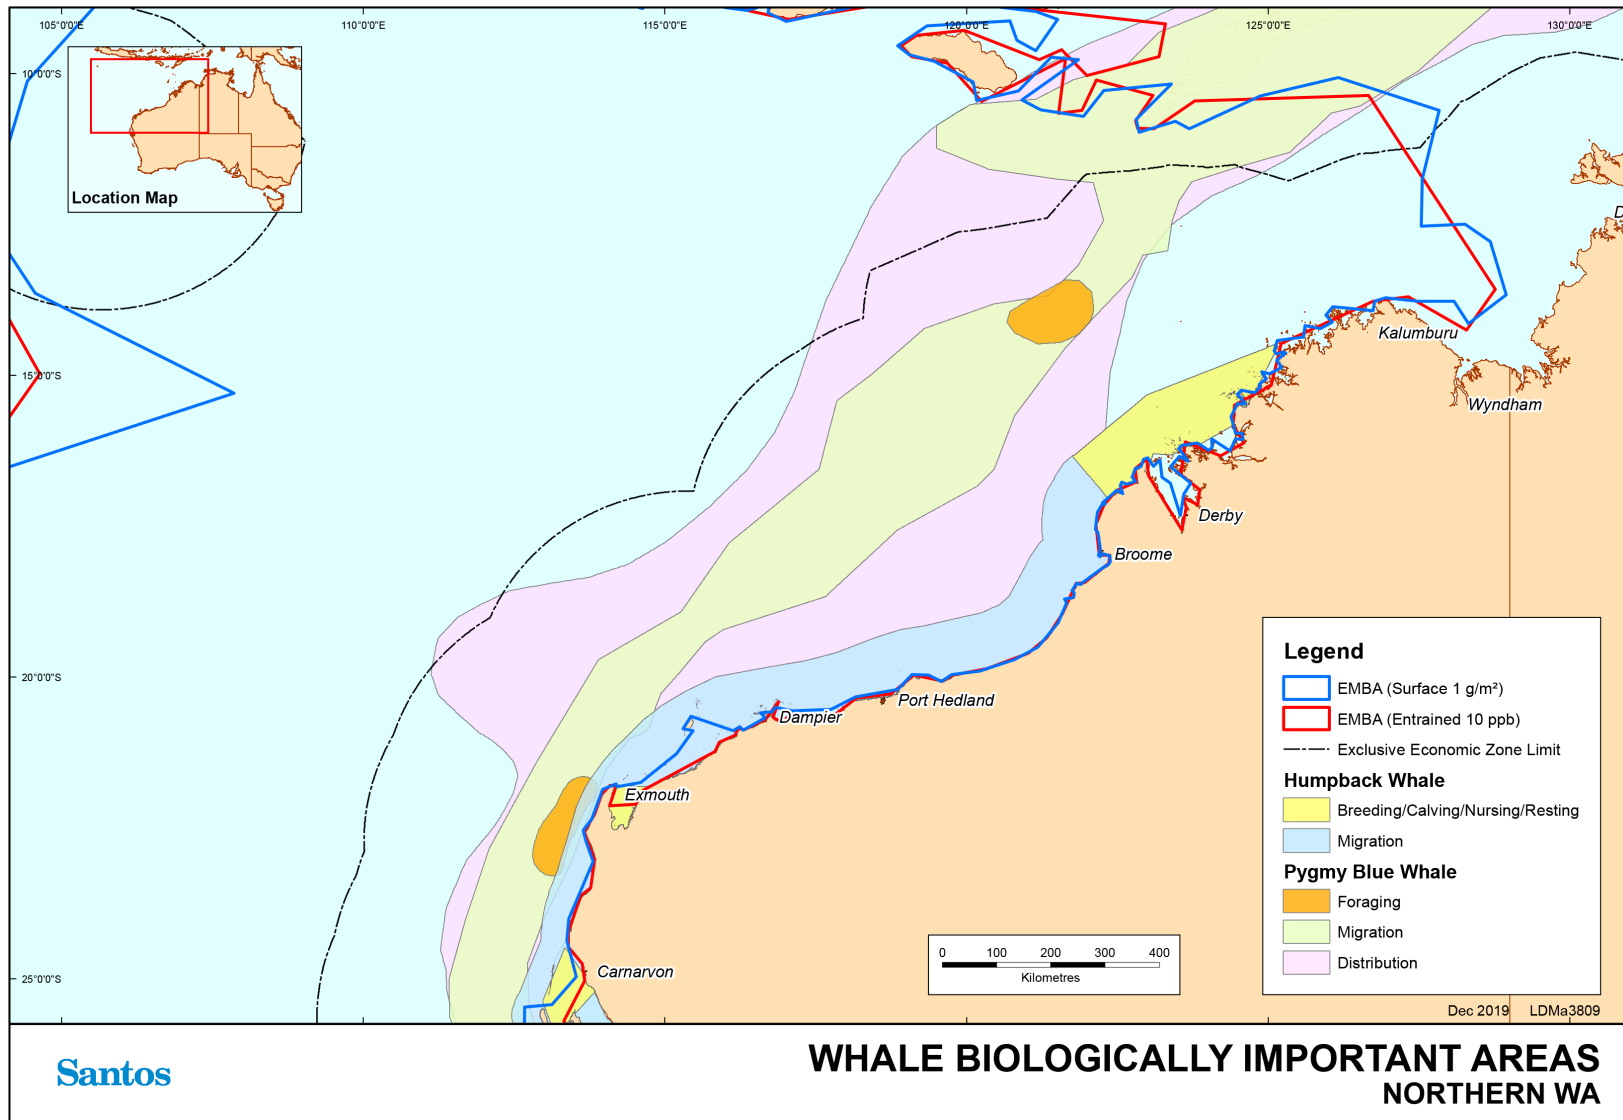 105°0'0"E
110°0'0"E
115°0'0"E
120°0'0"E
125°0'0"E
130°0'0"E
10°0'0"S
15°0'0"S
20°0'0"S
25°0'0"S
Location Map
D
Kalumburu
Wyndham
Derby
Broome
Port Hedland
Dampier
Exmouth
Carnarvon
Legend
EMBA (Surface 1 g/m²)
EMBA (Entrained 10 ppb)
Exclusive Economic Zone Limit
Humpback Whale
Breeding/Calving/Nursing/Resting
Migration
Pygmy Blue Whale
Foraging
Migration
Distribution
0 100 200 300 400
Kilometres
Dec 2019 LDMa3809
Santos
WHALE BIOLOGICALLY IMPORTANT AREAS
NORTHERN WA